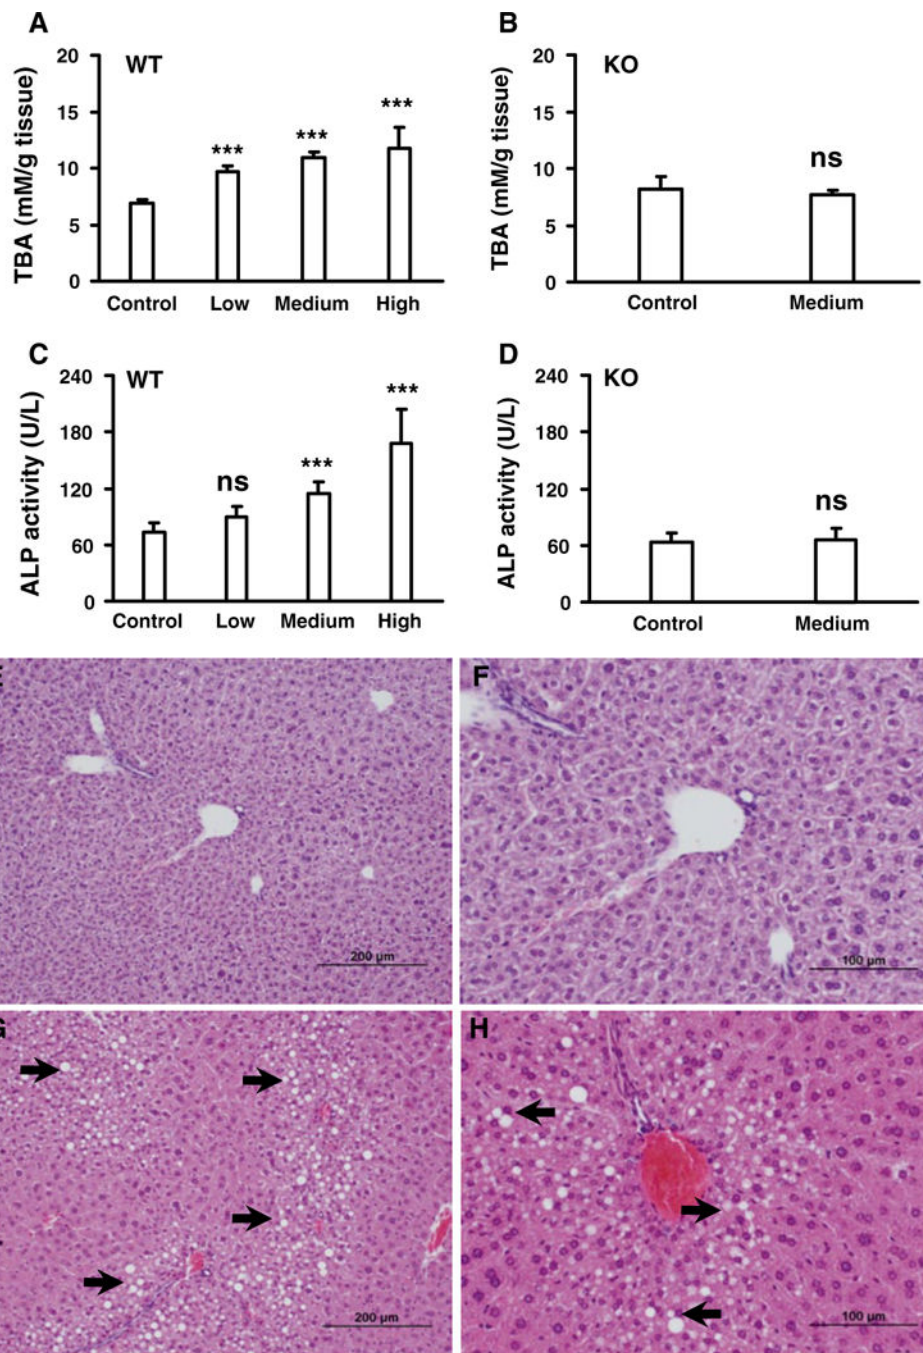 A
WT
TBA (mM/g tissue)
20
15
10
5
0
***
***
***
Control Low Medium High
B
KO
TBA (mM/g tissue)
20
15
10
5
0
ns
Control Medium
C
WT
ALP activity (U/L)
240
180
120
60
0
ns
***
***
Control Low Medium High
D
KO
ALP activity (U/L)
240
180
120
60
0
ns
Control Medium
200 µm
F
100 µm
G
200 µm
H
100 µm